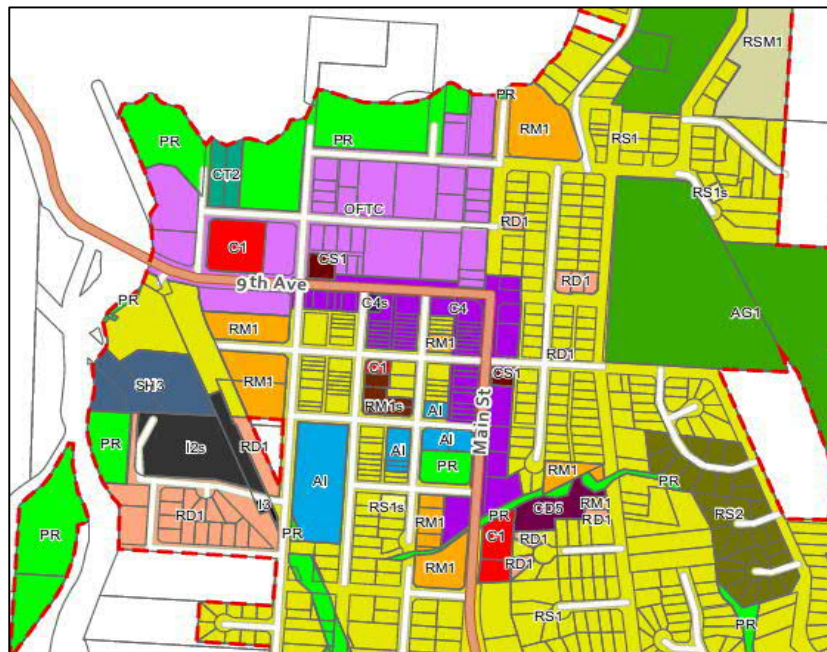 RSM1
PR
RM1
PR
RS1
PR
CT2
RS1s
OFTC
RD1
C1
CS1
RD1
9th Ave
PR
C4s
C4
AG1
RM1
RM1
RD1
C1
CS1
RM1
SH3
RM1s
AI
Main St
I2s
RD1
AI
AI
PR
PR
AI
RM1
PR
I3
RS1s
PR
CD5
RM1
RS2
RD1
RM1
RD1
PR
PR
C1
RD1
RM1
RD1
RS1
PR